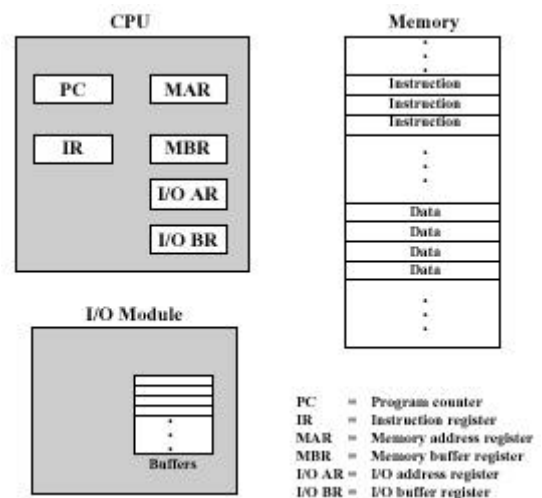 CPU
PC
MAR
IR
MBR
I/O AR
I/O BR
Memory
Instruction
Instruction
Instruction
Data
Data
Data
Data
I/O Module
Buffers
PC = Program counter
IR = Instruction register
MAR = Memory address register
MBR = Memory buffer register
I/O AR = I/O address register
I/O BR = I/O buffer register